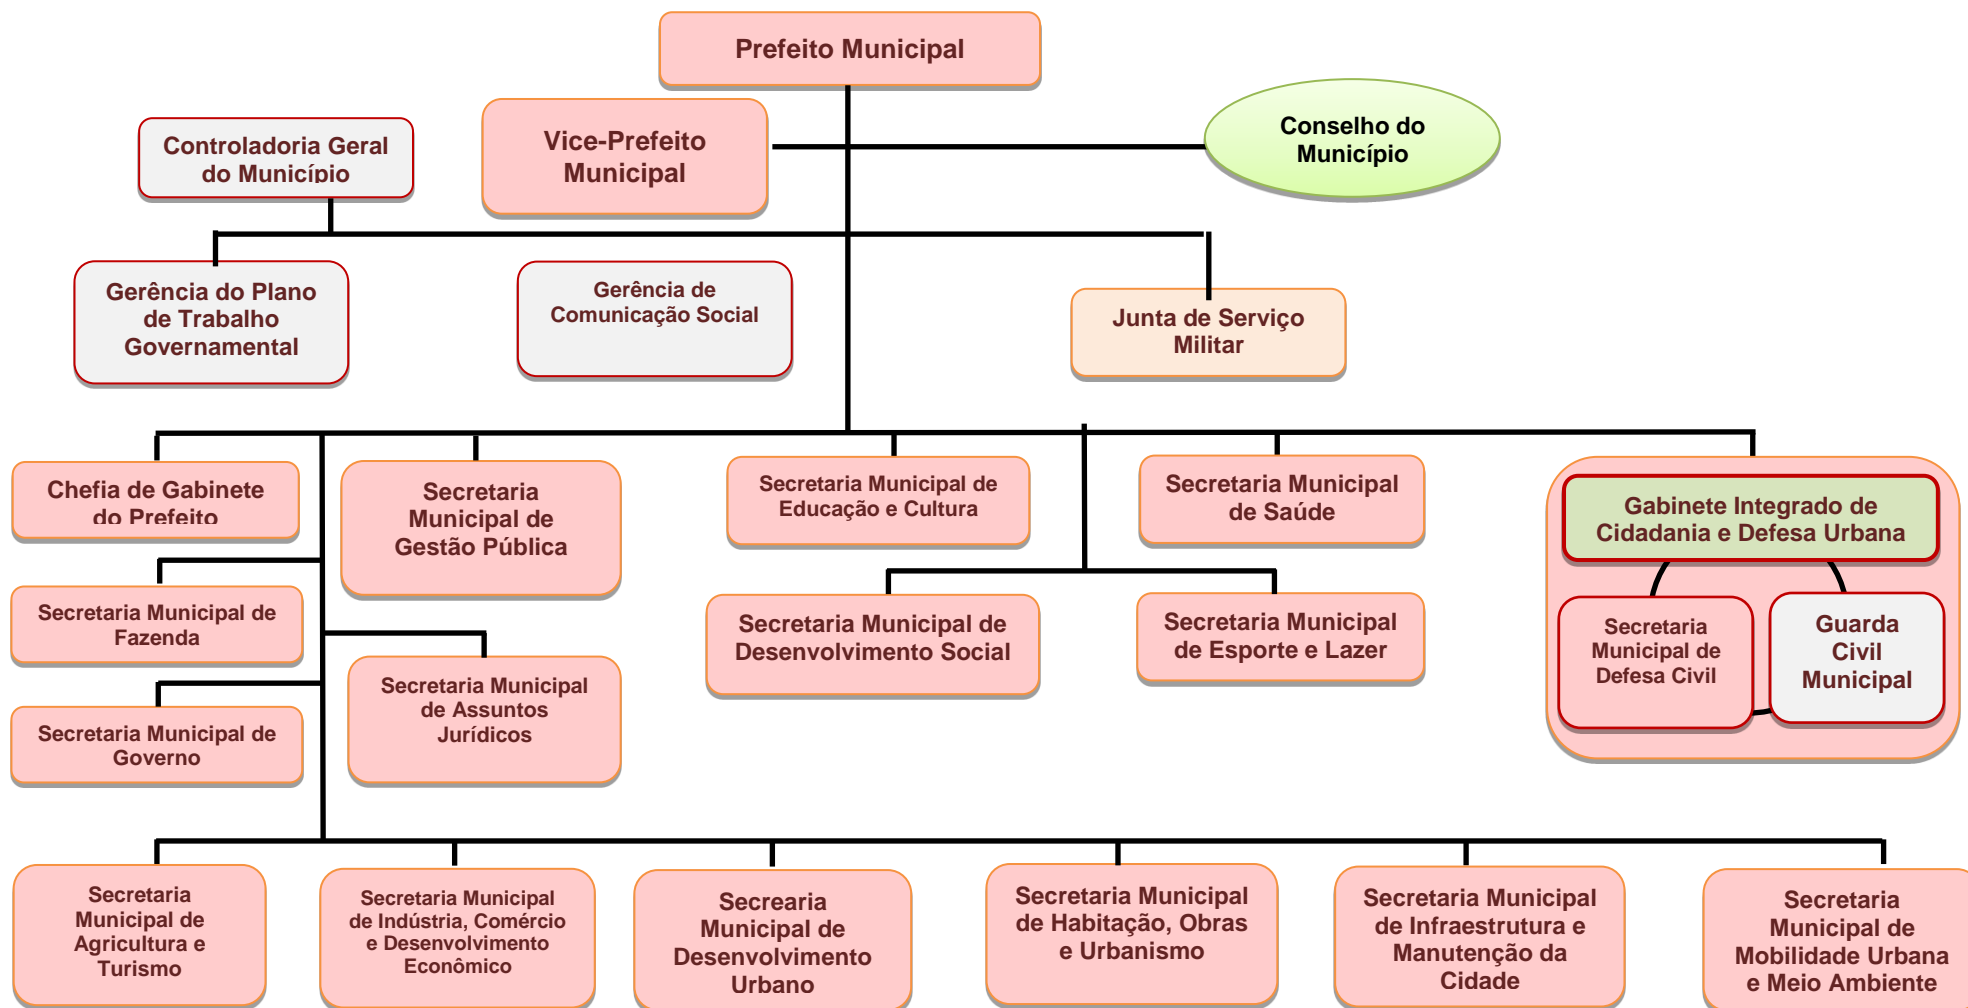 Prefeito Municipal
Vice-Prefeito
Municipal
Conselho do
Município
Controladoria Geral
do Município
Gerência do Plano
de Trabalho
Governamental
Gerência de
Comunicação Social
Junta de Serviço
Militar
Chefia de Gabinete
do Prefeito
Secretaria
Municipal de
Gestão Pública
Secretaria Municipal de
Educação e Cultura
Secretaria Municipal
de Saúde
Gabinete Integrado de
Cidadania e Defesa Urbana
Secretaria Municipal de
Fazenda
Secretaria Municipal de
Desenvolvimento Social
Secretaria Municipal
de Esporte e Lazer
Secretaria
Municipal de
Defesa Civil
Guarda
Civil
Municipal
Secretaria Municipal
de Assuntos
Jurídicos
Secretaria Municipal de
Governo
Secretaria
Municipal de
Agricultura e
Turismo
Secretaria Municipal
de Indústria, Comércio
e Desenvolvimento
Econômico
Secrearia
Municipal de
Desenvolvimento
Urbano
Secretaria Municipal
de Habitação, Obras
e Urbanismo
Secretaria Municipal
de Infraestrutura e
Manutenção da
Cidade
Secretaria
Municipal de
Mobilidade Urbana
e Meio Ambiente